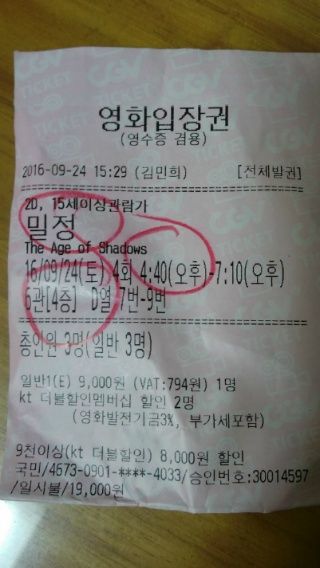 영화입장권
(영수증 겸용)
2016-09-24 15:29 (김민희) [전체발권]
2D, 15세이상관람가
밀정
The Age of Shadows
16/09/24(토) 4회 4:40(오후)-7:10(오후)
6관[4층] D열 7번-9번
총인원 3명(일반 3명)
일반1(E) 9,000원 (VAT:794원) 1명
kt 더블할인멤버십 할인 2명
(영화발전기금3%, 부가세포함)
9천이싱(kt 더블할인) 8,000원 할인
국민/4673-0901-****-4033/승인번호:30014597
/일시불/19,000원